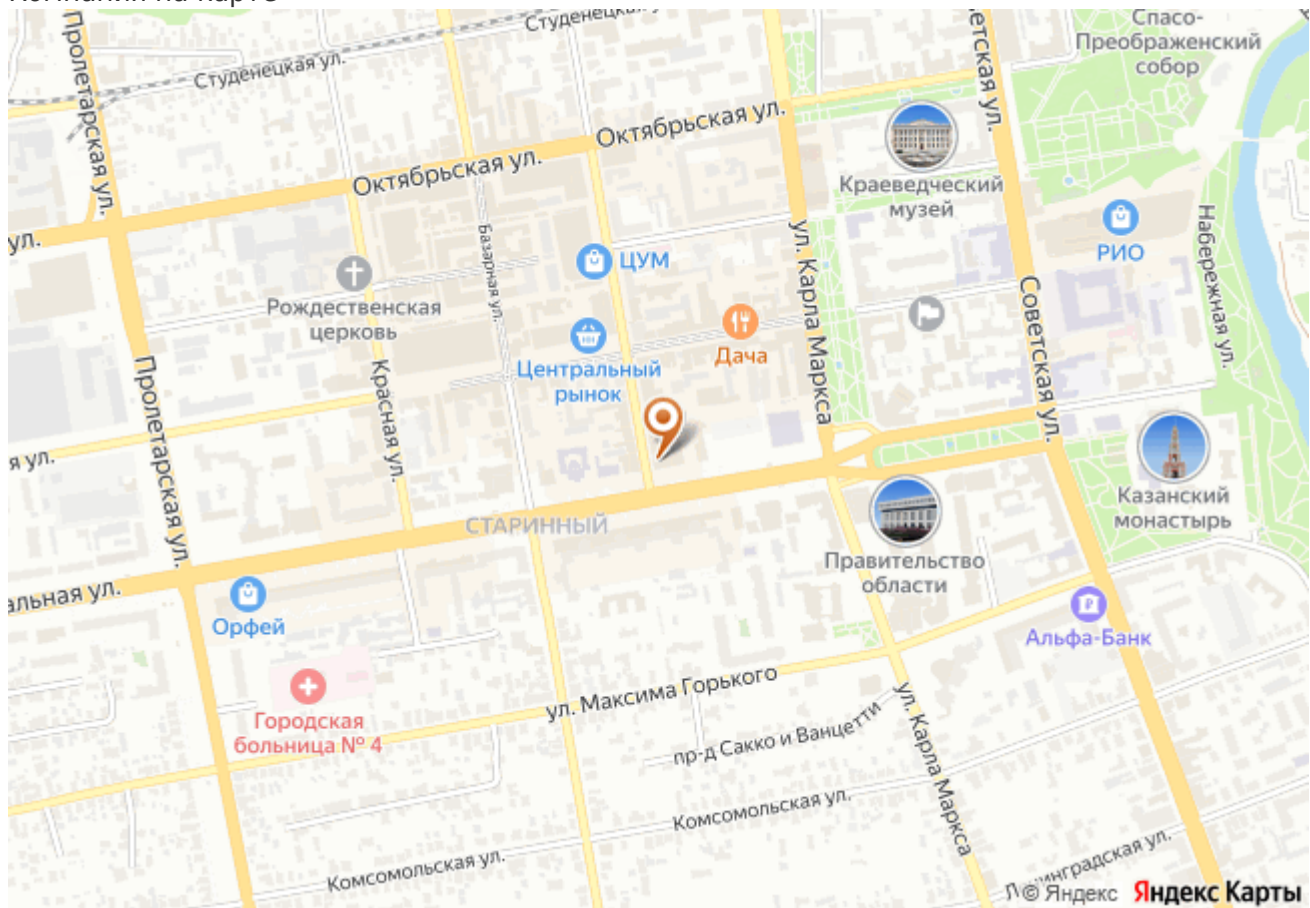 Студенецкая у
Спасо-
Преображенский
собор
Пролетарская ул.
Студенецкая ул.
етская ул.
Октябрьская ул.
Октябрьская ул.
Краеведческий
музей
ул.
Базарная ул.
ЦУМ
ул. Карла Маркса
РИО
Набережная ул.
Рождественская
церковь
Советская ул.
Центральный
рынок
Дача
Красная ул.
Пролетарская ул.
я ул.
Казанский
монастырь
СТАРИННЫЙ
Правительство
области
альная ул.
Орфей
Альфа-Банк
ул. Максима Горького
Городская
больница № 4
пр-д Сакко и Ванцетти
ул. Карла Маркса
Комсомольская ул.
Комсомольская ул.
нинградская ул.
© Яндекс Яндекс Карты